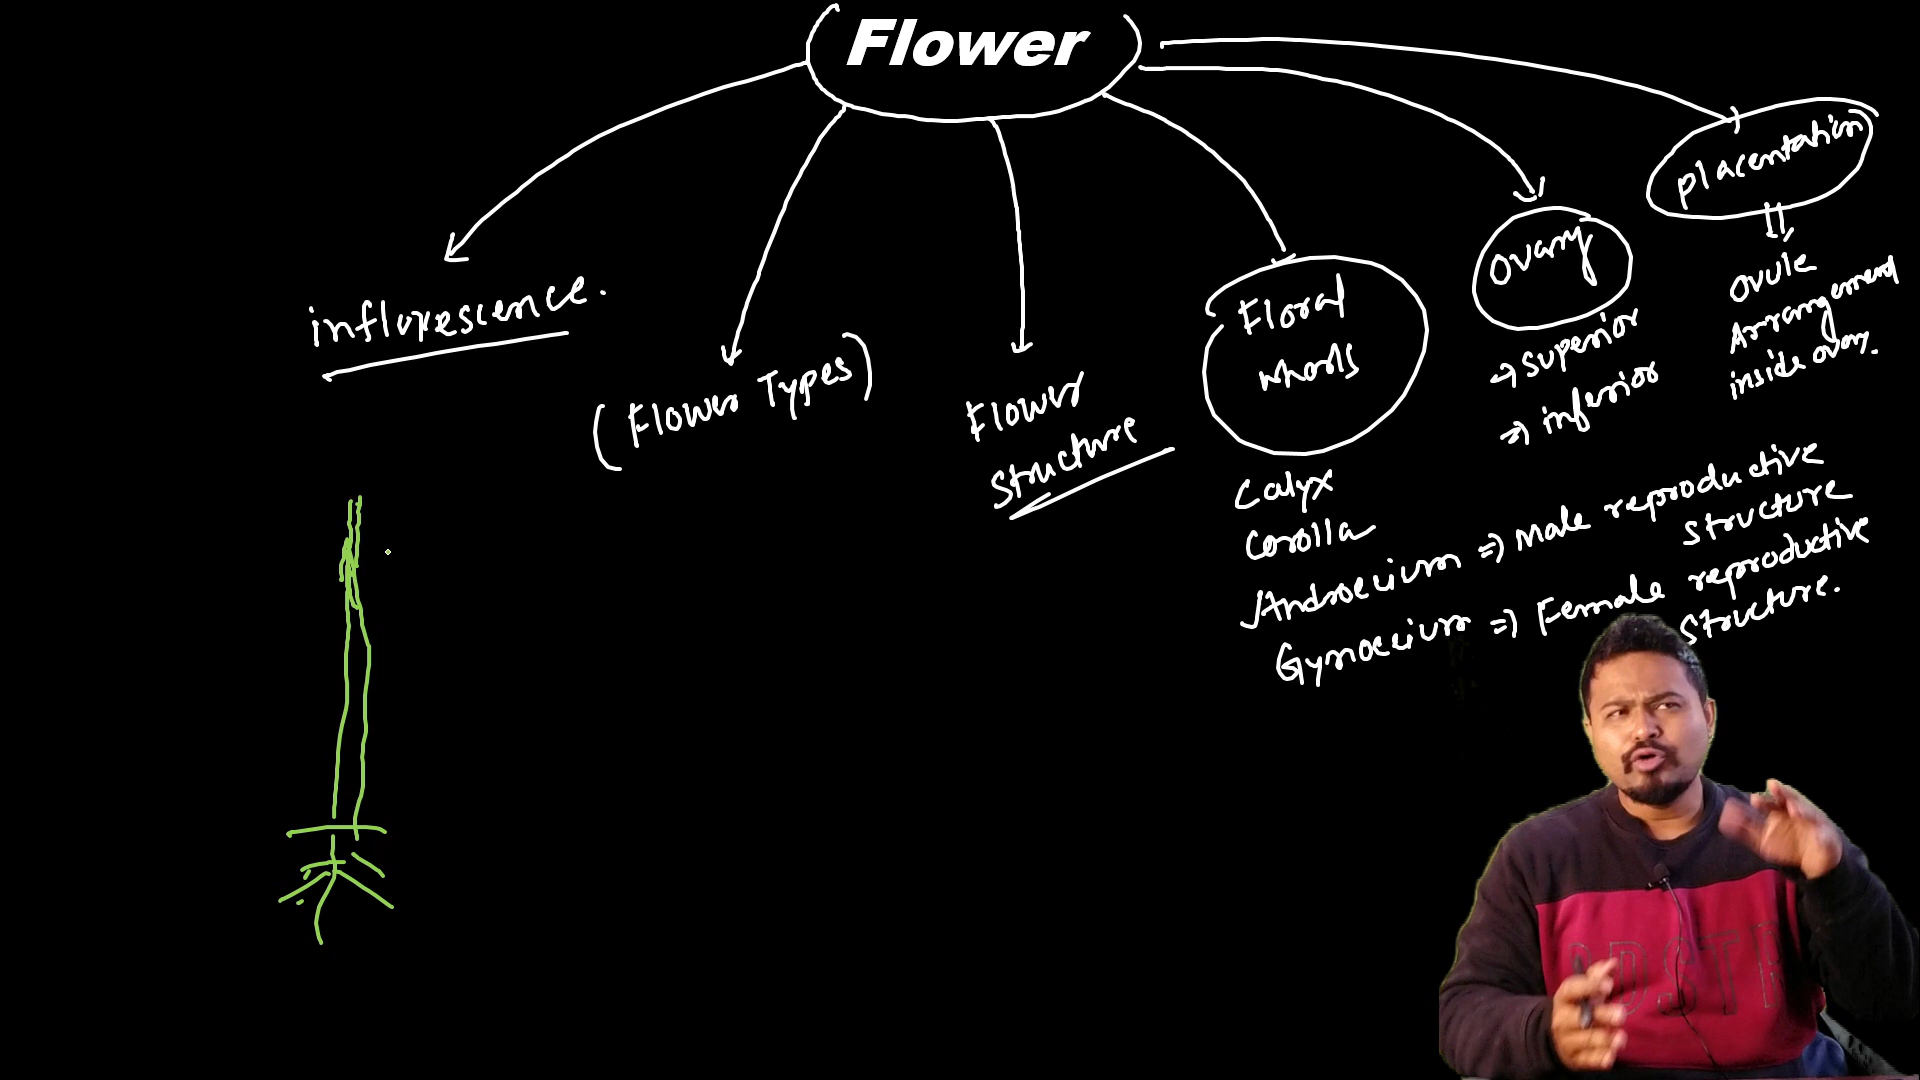 Flower
inflorescence.
(Flower Types)
Flower
Structure
Floral
whorls
Calyx
Corolla
Androecium => Male reproductive
structure
Gynoecium => Female reproductive
structure.
Ovary
=> superior
=> inferior
placentation
ovule
Arrangement
inside ovary.